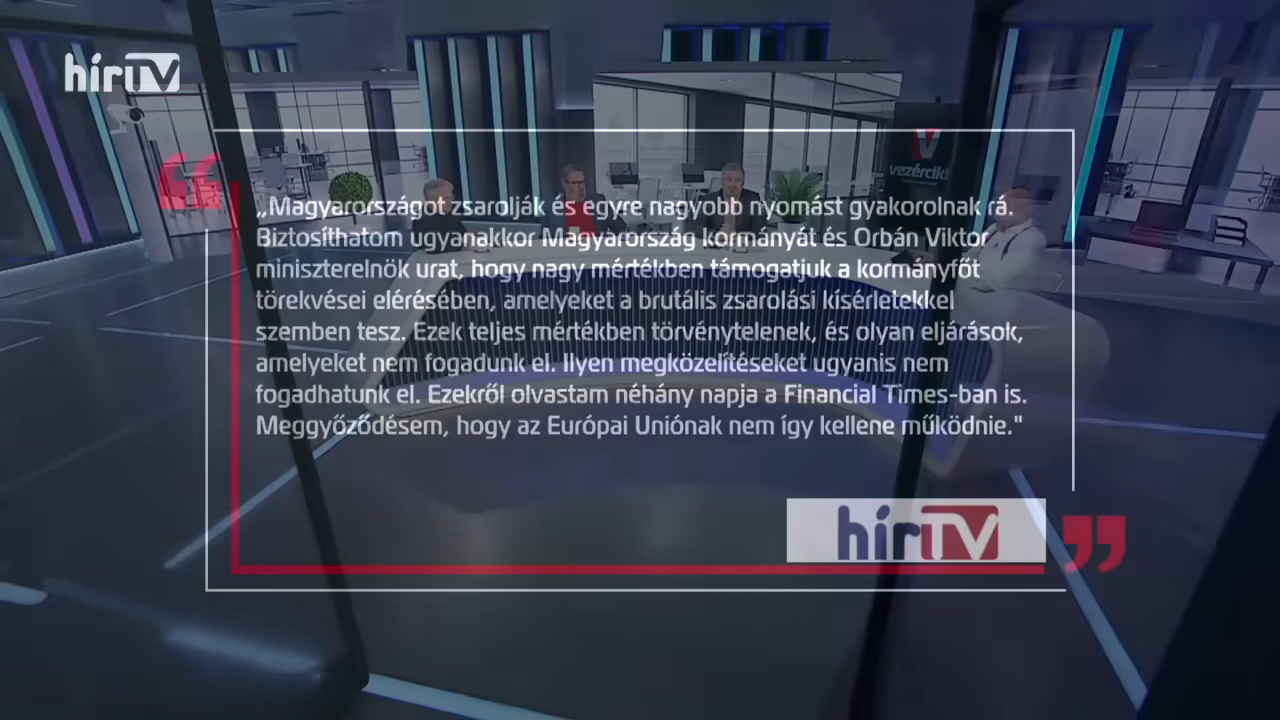 hírTV
vezércikk
„Magyarországot zsarolják és egyre nagyobb nyomást gyakorolnak rá.
Biztosíthatom ugyanakkor Magyarország kormányát és Orbán Viktor
miniszterelnök urat, hogy nagy mértékben támogatjuk a kormányfőt
törekvései elérésében, amelyeket a brutális zsarolási kísérletekkel
szemben tesz. Ezek teljes mértékben törvénytelenek, és olyan eljárások,
amelyeket nem fogadunk el. Ilyen megközelítéseket ugyanis nem
fogadhatunk el. Ezekről olvastam néhány napja a Financial Times-ban is.
Meggyőződésem, hogy az Európai Uniónak nem így kellene működnie."
hírTV